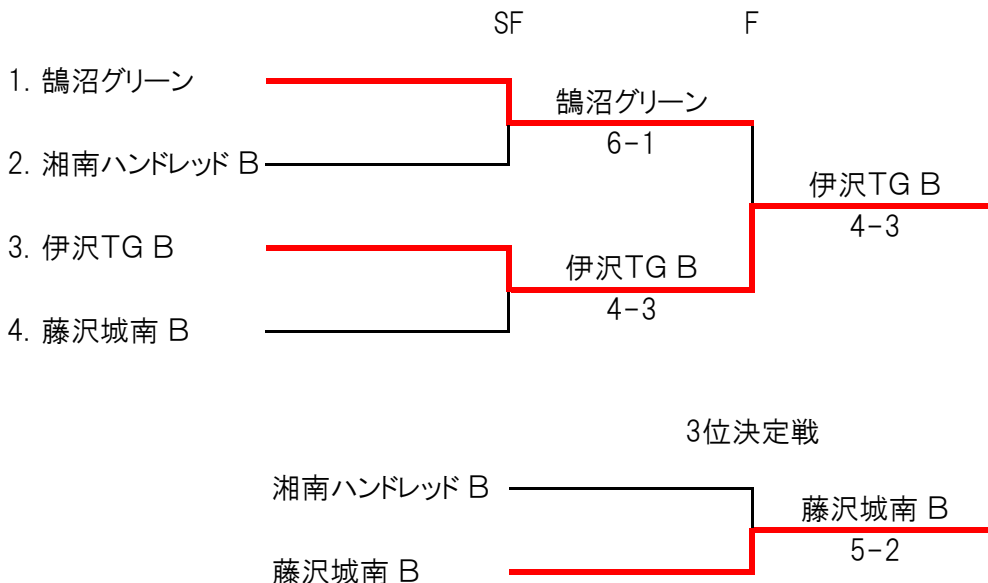 SF F
1. 鵠沼グリーン
鵠沼グリーン
6-1
2. 湘南ハンドレッド B
伊沢TG B
4-3
3. 伊沢TG B
伊沢TG B
4-3
4. 藤沢城南 B
3位決定戦
湘南ハンドレッド B
藤沢城南 B
5-2
藤沢城南 B